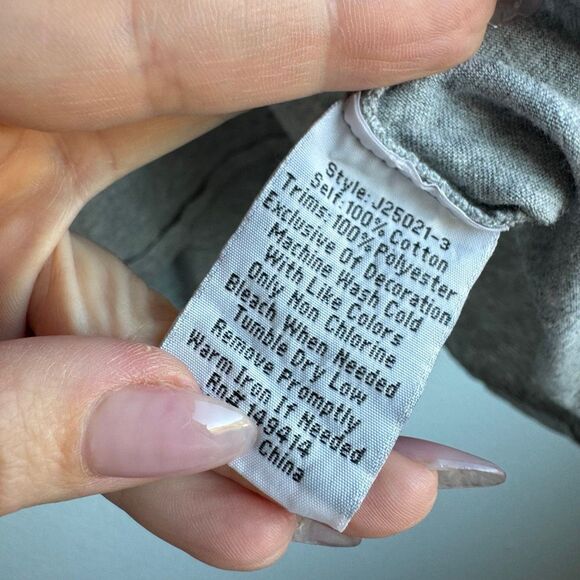 Style:J25021-3
Self:100% Cotton
Trims:100% Polyester
Exclusive Of Decoration
Machine Wash Cold
With Like Colors
Only Non Chlorine
Bleach When Needed
Tumble Dry Low
Remove Promptly
Warm Iron If Needed
Rn#:149414
China